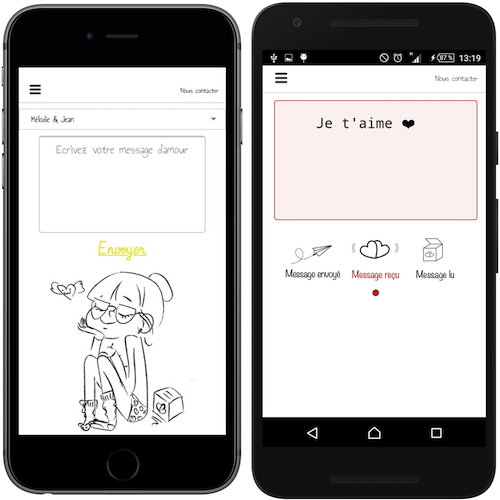 Nous contacter
Mélodie & Jean
Ecrivez votre message d'amour
Envoyer
87% 13:19
Nous contacter
Je t'aime ❤
Message envoyé
Message reçu
Message lu